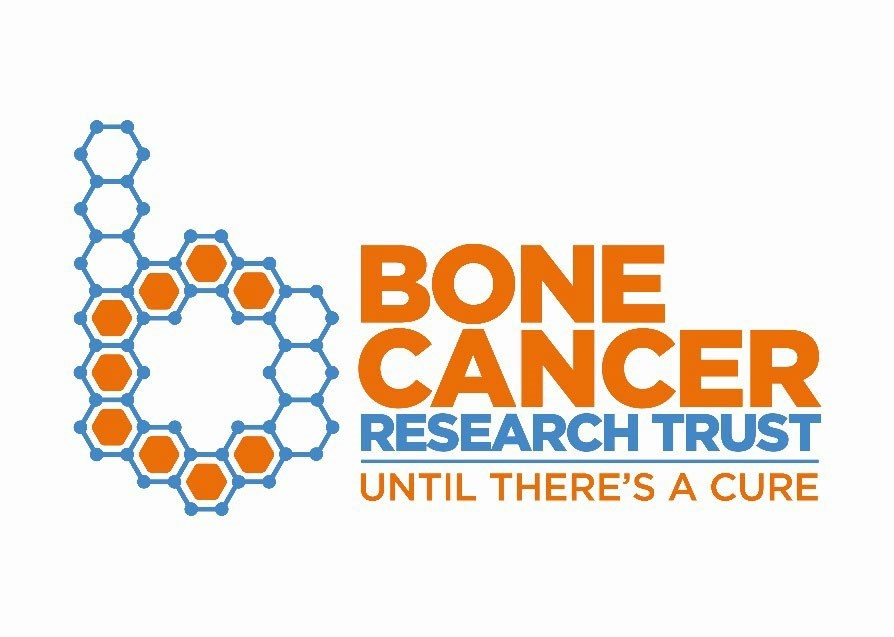 BONE
CANCER
RESEARCH TRUST
UNTIL THERE'S A CURE